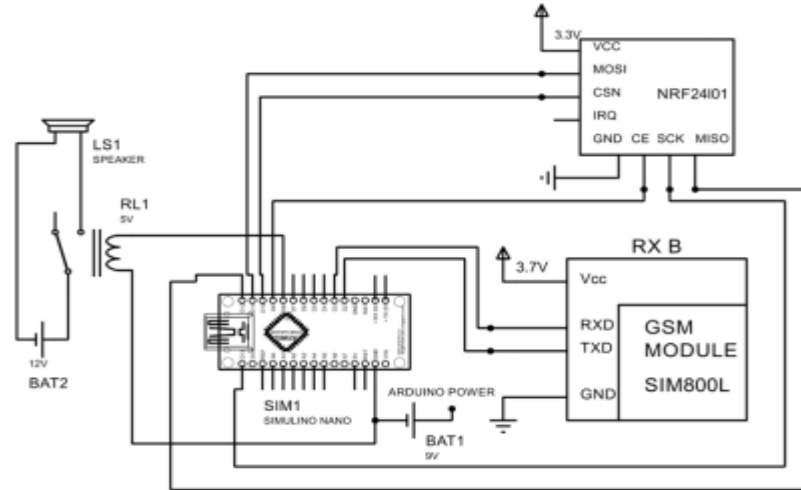 3.3V
VCC
MOSI
CSN
NRF24l01
IRQ
GND CE SCK MISO
LS1
SPEAKER
RL1
5V
RX B
3.7V
Vcc
RXD
TXD
GND
GSM
MODULE
SIM800L
12V
BAT2
SIM1
SIMULINO NANO
ARDUINO POWER
BAT1
9V